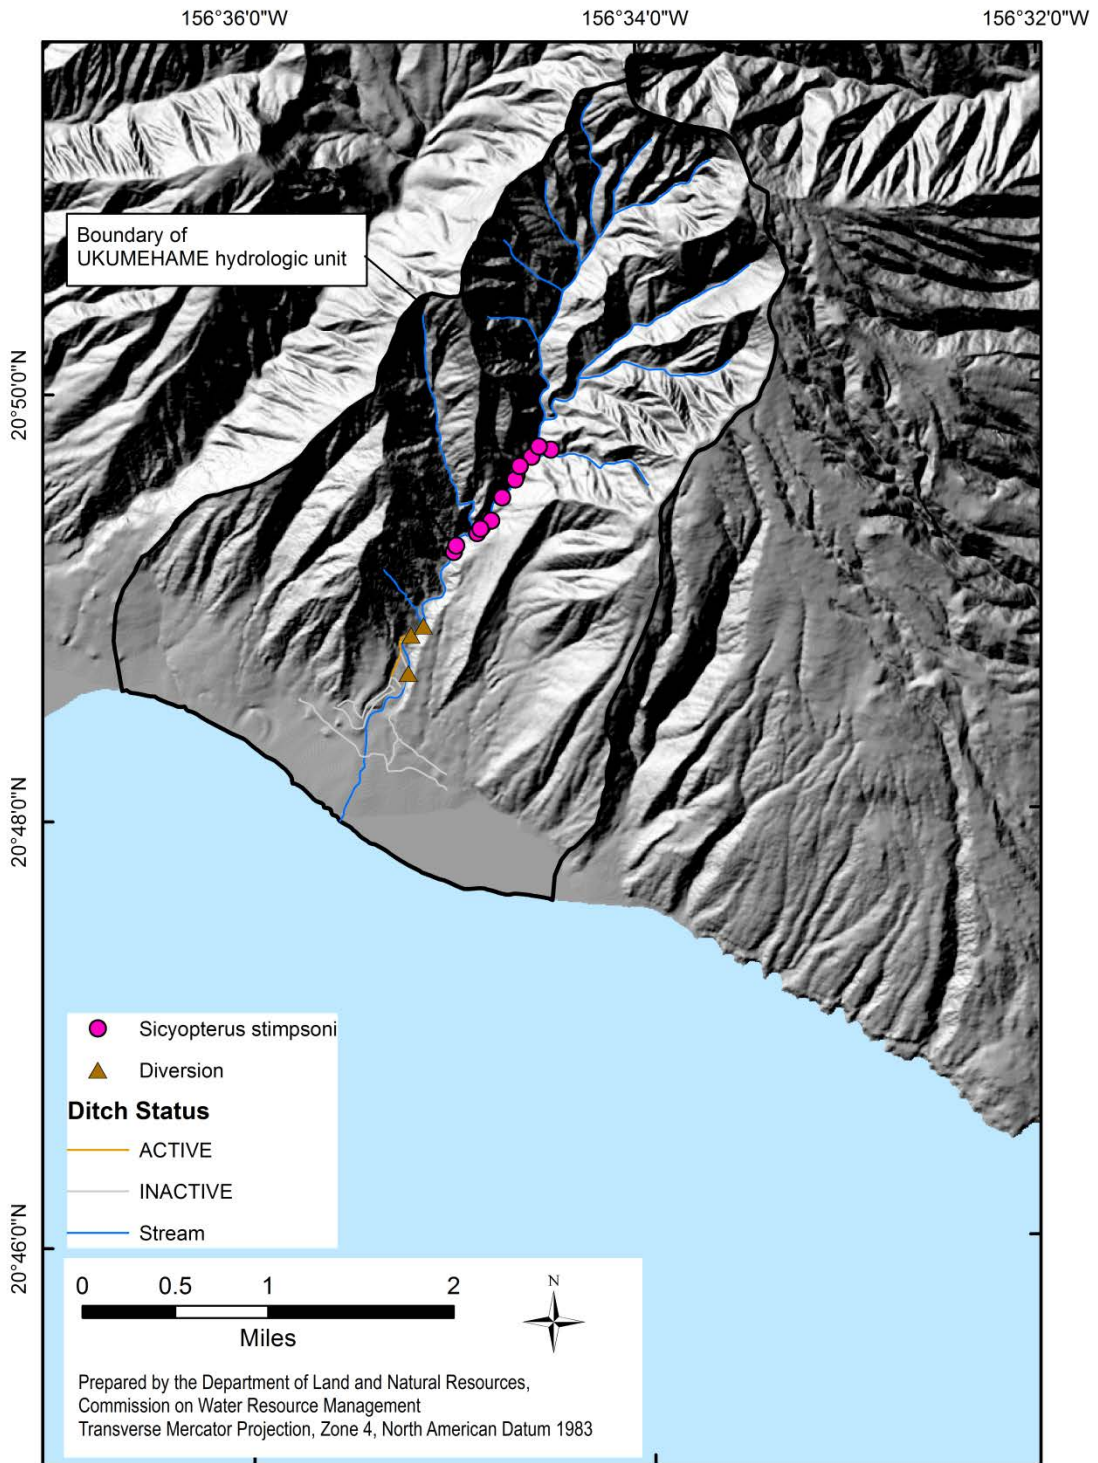 156°36'0"W
156°34'0"W
156°32'0"W
Boundary of
UKUMEHAME hydrologic unit
20°50'0"N
20°48'0"N
20°46'0"N
Sicyopterus stimpsoni
Diversion
Ditch Status
ACTIVE
INACTIVE
Stream
0 0.5 1 2
Miles
N
Prepared by the Department of Land and Natural Resources,
Commission on Water Resource Management
Transverse Mercator Projection, Zone 4, North American Datum 1983